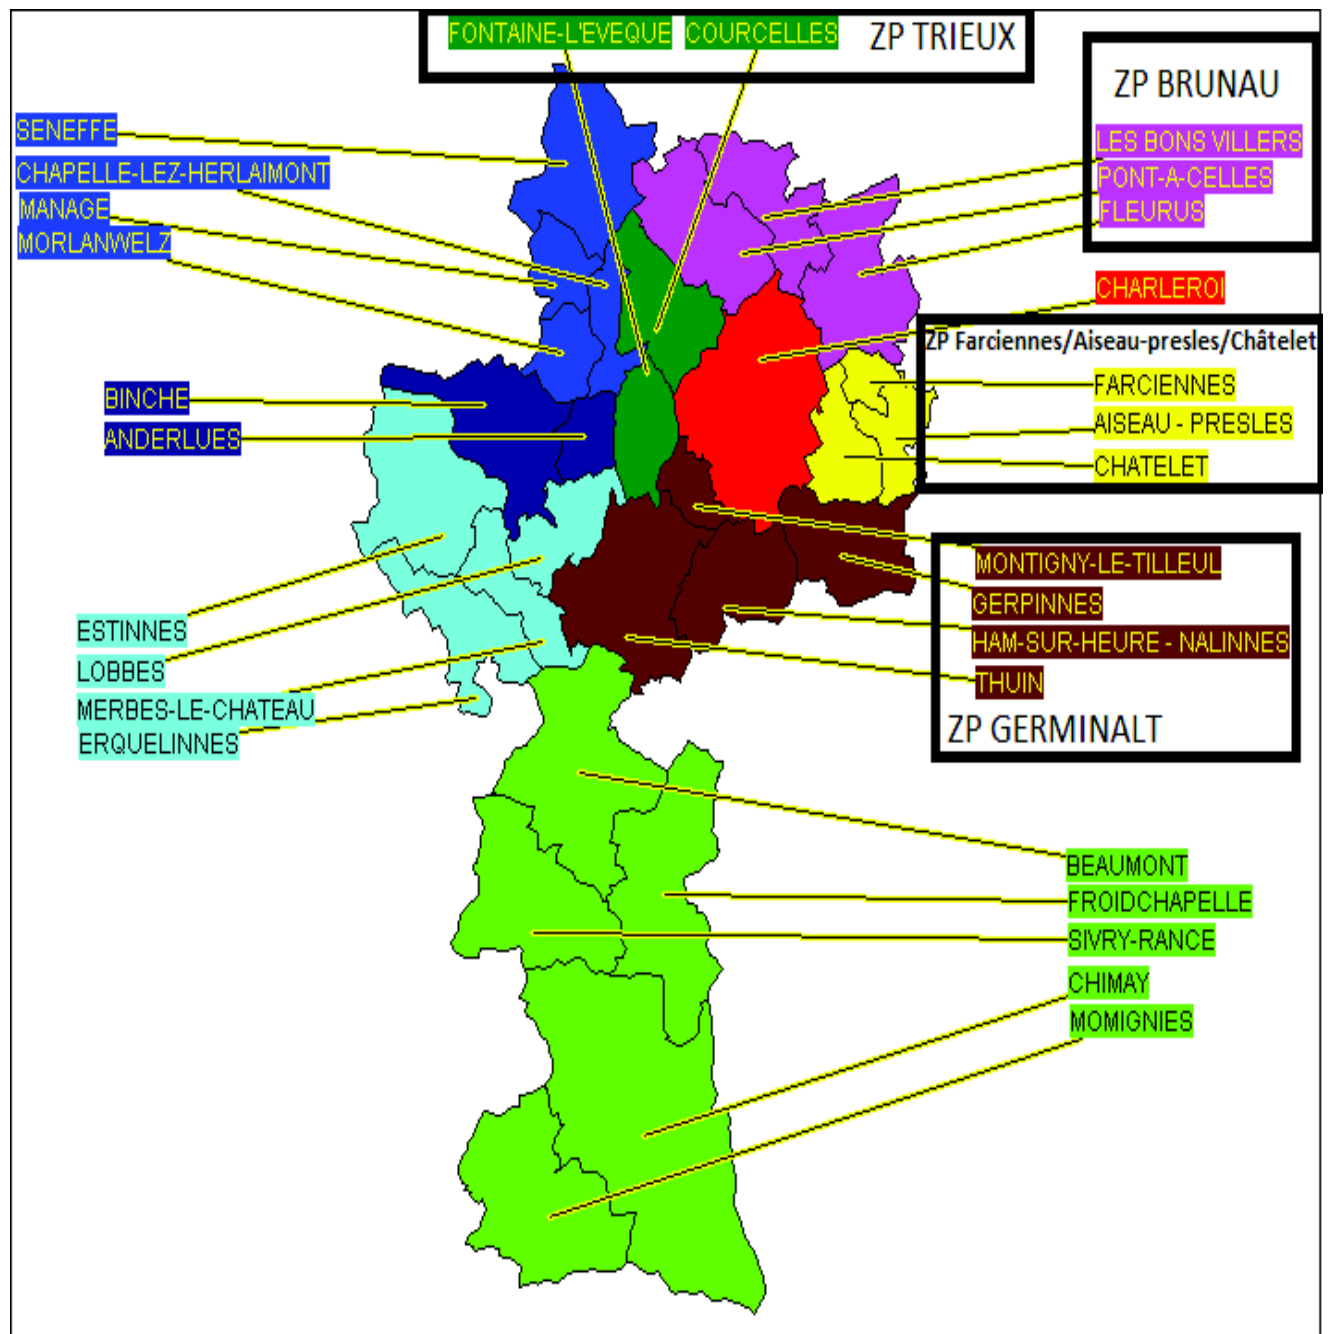 FONTAINE-L'EVEQUE COURCELLES ZP TRIEUX
ZP BRUNAU
LES BONS VILLERS
PONT-A-CELLES
FLEURUS
SENEFFE
CHAPELLE-LEZ-HERLAIMONT
MANAGE
MORLANWELZ
CHARLEROI
ZP Farciennes/Aiseau-presles/Châtelet
FARCIENNES
AISEAU - PRESLES
CHATELET
BINCHE
ANDERLUES
MONTIGNY-LE-TILLEUL
GERPINNES
HAM-SUR-HEURE - NALINNES
THUIN
ZP GERMINALT
ESTINNES
LOBBES
MERBES-LE-CHATEAU
ERQUELINNES
BEAUMONT
FROIDCHAPELLE
SIVRY-RANCE
CHIMAY
MOMIGNIES